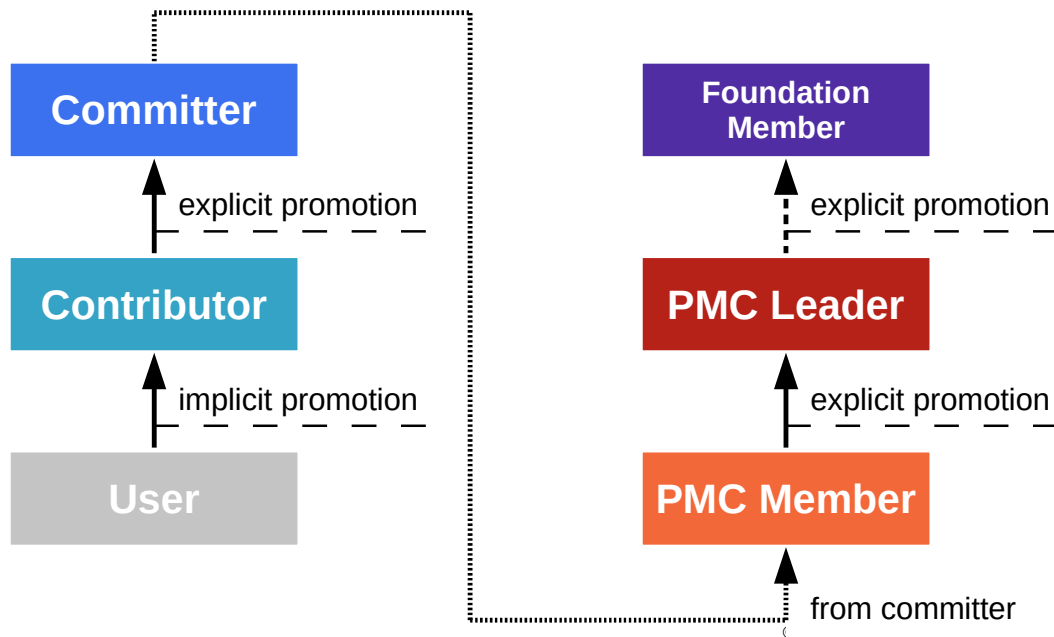 Committer
explicit promotion
Contributor
implicit promotion
User
Foundation
Member
explicit promotion
PMC Leader
explicit promotion
PMC Member
from committer